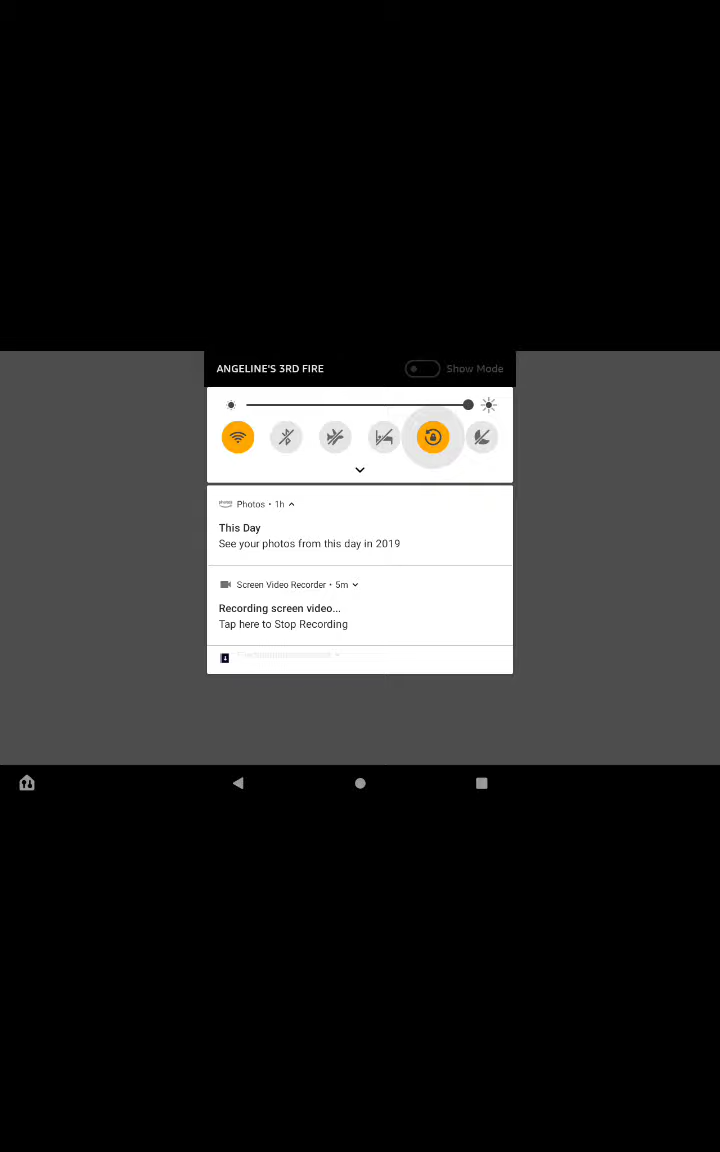 ANGELINE'S 3RD FIRE
Show Mode
Photos • 1h
This Day
See your photos from this day in 2019
Screen Video Recorder • 5m
Recording screen video...
Tap here to Stop Recording